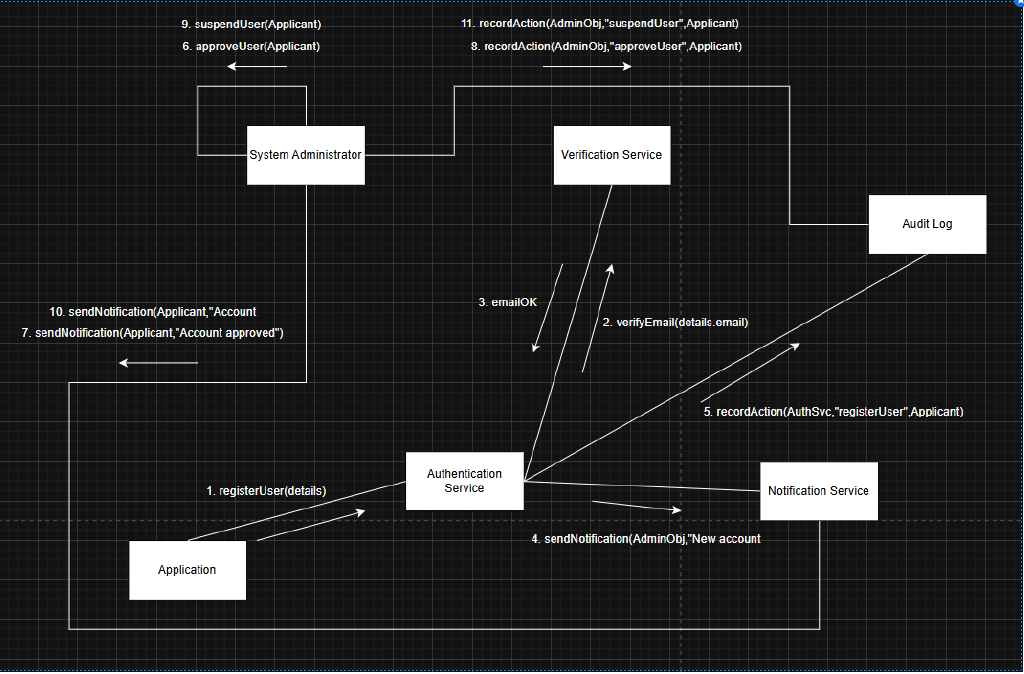 9. suspendUser(Applicant)
11. recordAction(AdminObj,"suspendUser",Applicant)
6. approveUser(Applicant)
8. recordAction(AdminObj,"approveUser",Applicant)
System Administrator
Verification Service
Audit Log
3. emailOK
10. sendNotification(Applicant,"Account
2. verifyEmail(details.email)
7. sendNotification(Applicant,"Account approved")
5. recordAction(AuthSvc,"registerUser",Applicant)
Authentication
Service
1. registerUser(details)
Notification Service
4. sendNotification(AdminObj,"New account
Application